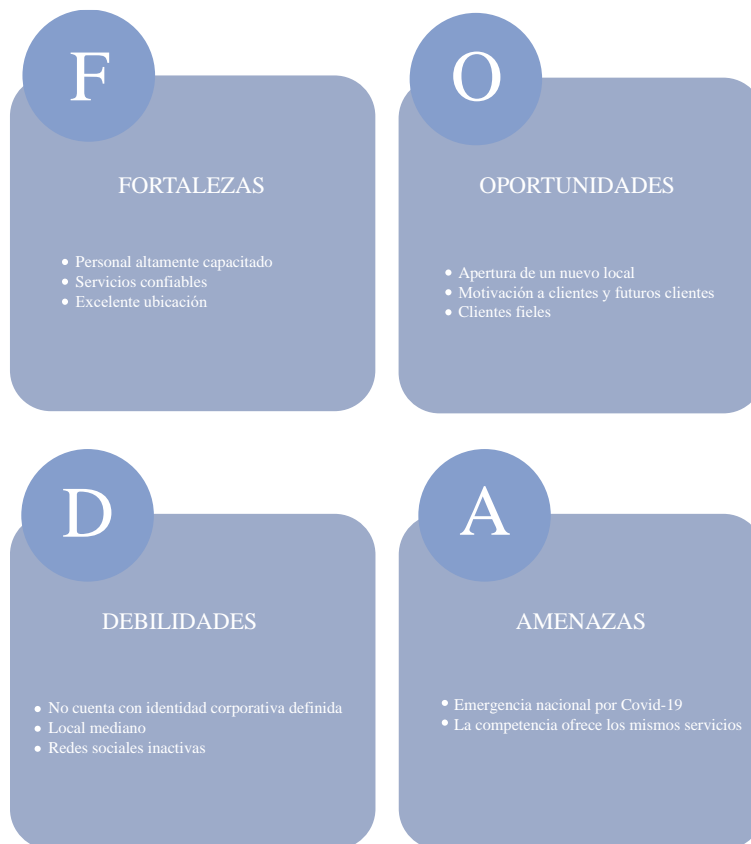 F
FORTALEZAS
• Personal altamente capacitado
• Servicios confiables
• Excelente ubicación
O
OPORTUNIDADES
• Apertura de un nuevo local
• Motivación a clientes y futuros clientes
• Clientes fieles
D
DEBILIDADES
• No cuenta con identidad corporativa definida
• Local mediano
• Redes sociales inactivas
A
AMENAZAS
• Emergencia nacional por Covid-19
• La competencia ofrece los mismos servicios